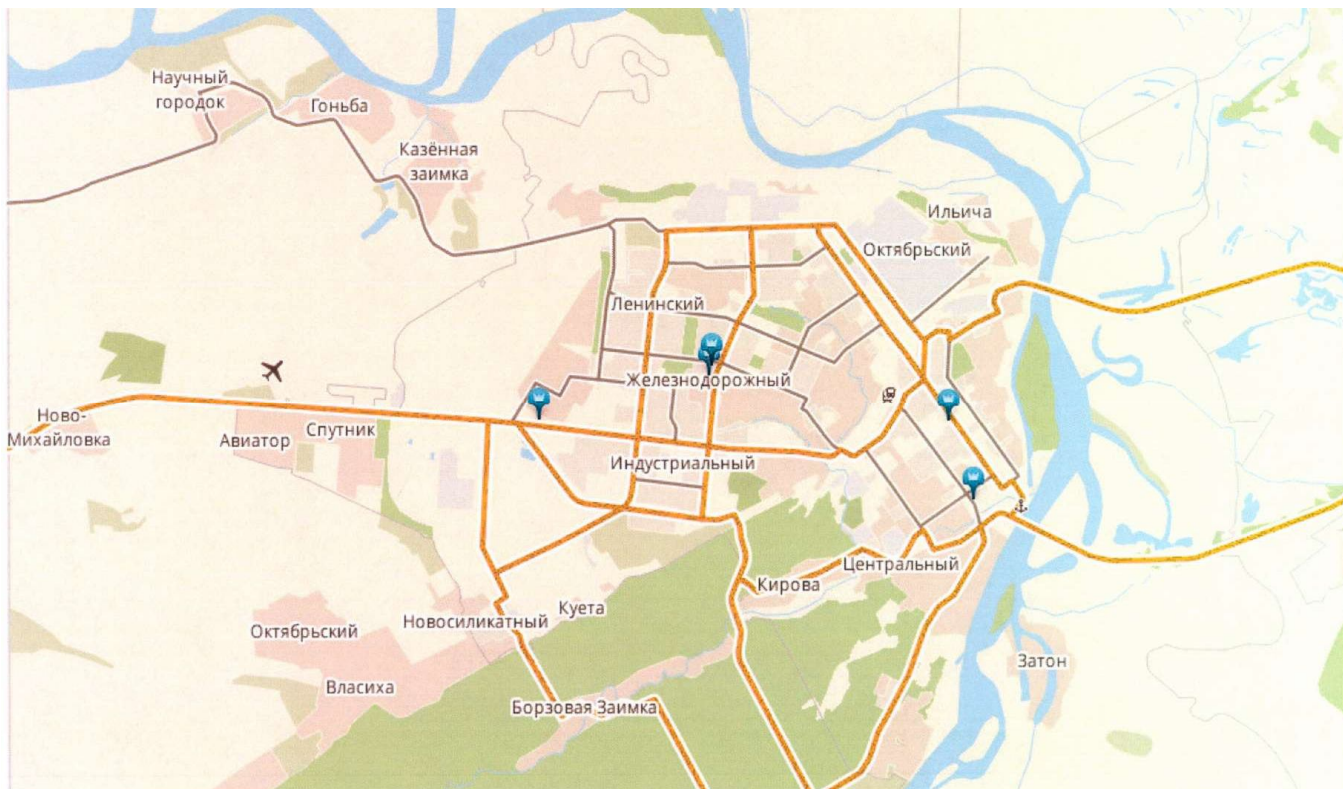 Научный
городок
Гоньба
Казённая
заимка
Ильича
Октябрьский
Ленинский
Железнодорожный
Ново-
Михайловка
Авиатор
Спутник
Индустриальный
Центральный
Кирова
Куета
Новосиликатный
Октябрьский
Затон
Власиха
Борзовая Заимка